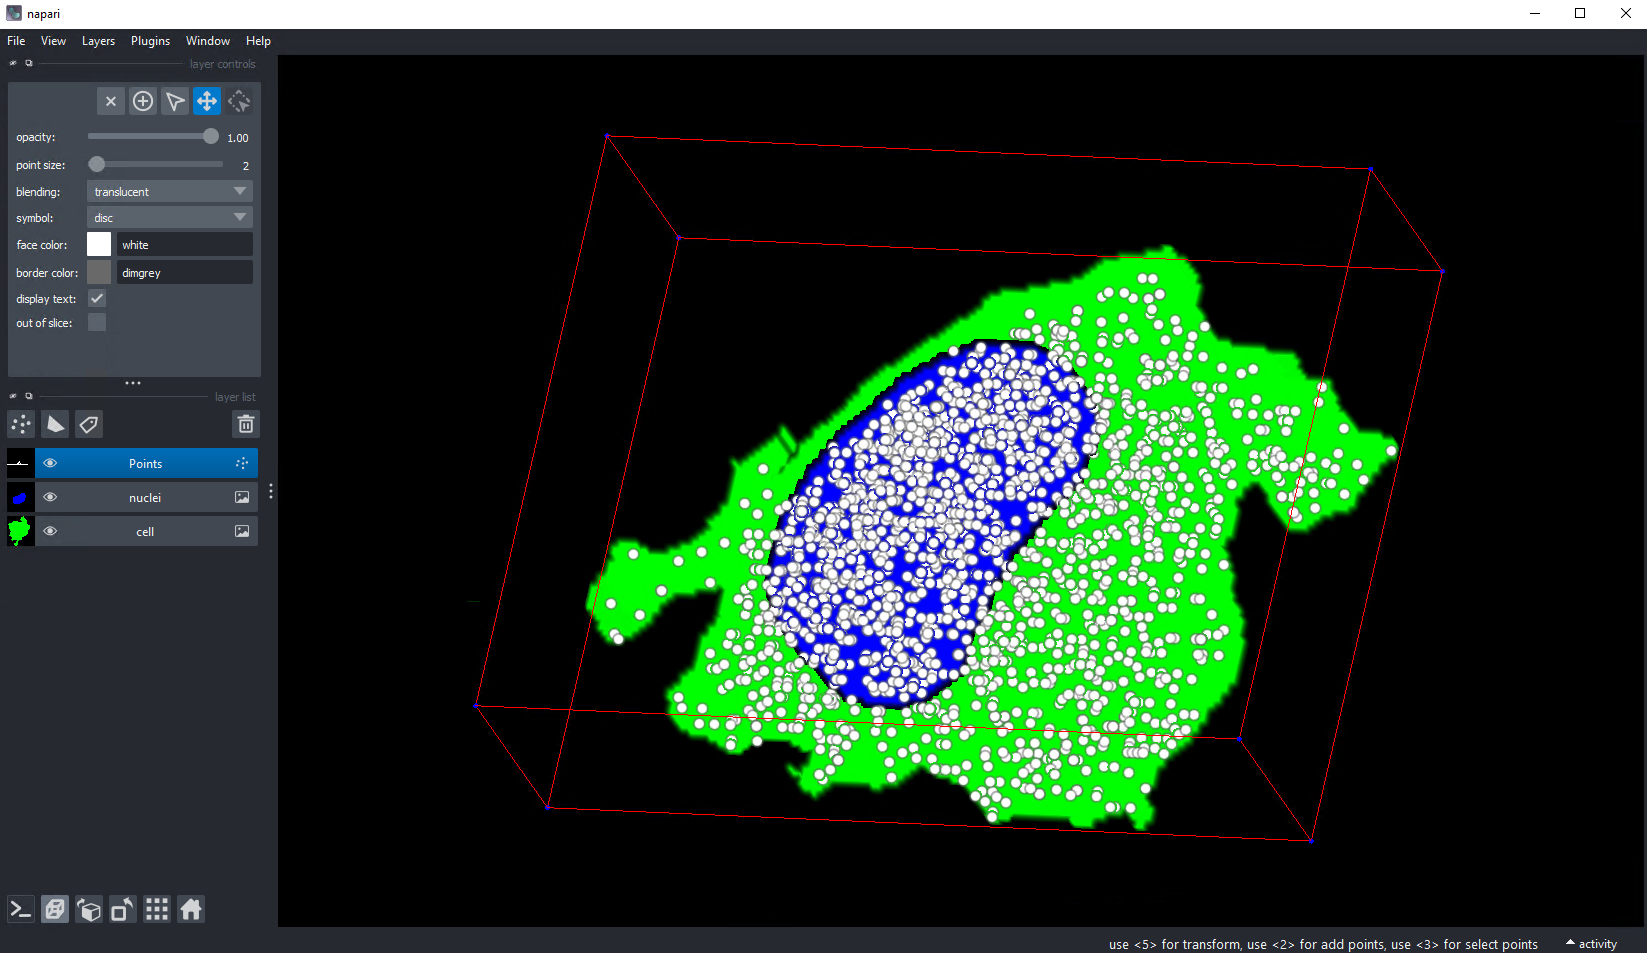 napari
File View Layers Plugins Window Help
layer controls
opacity: 1.00
point size: 2
blending: translucent
symbol: disc
face color: white
border color: dimgrey
display text:
out of slice:
layer list
Points
nuclei
cell
use <5> for transform, use <2> for add points, use <3> for select points
activity